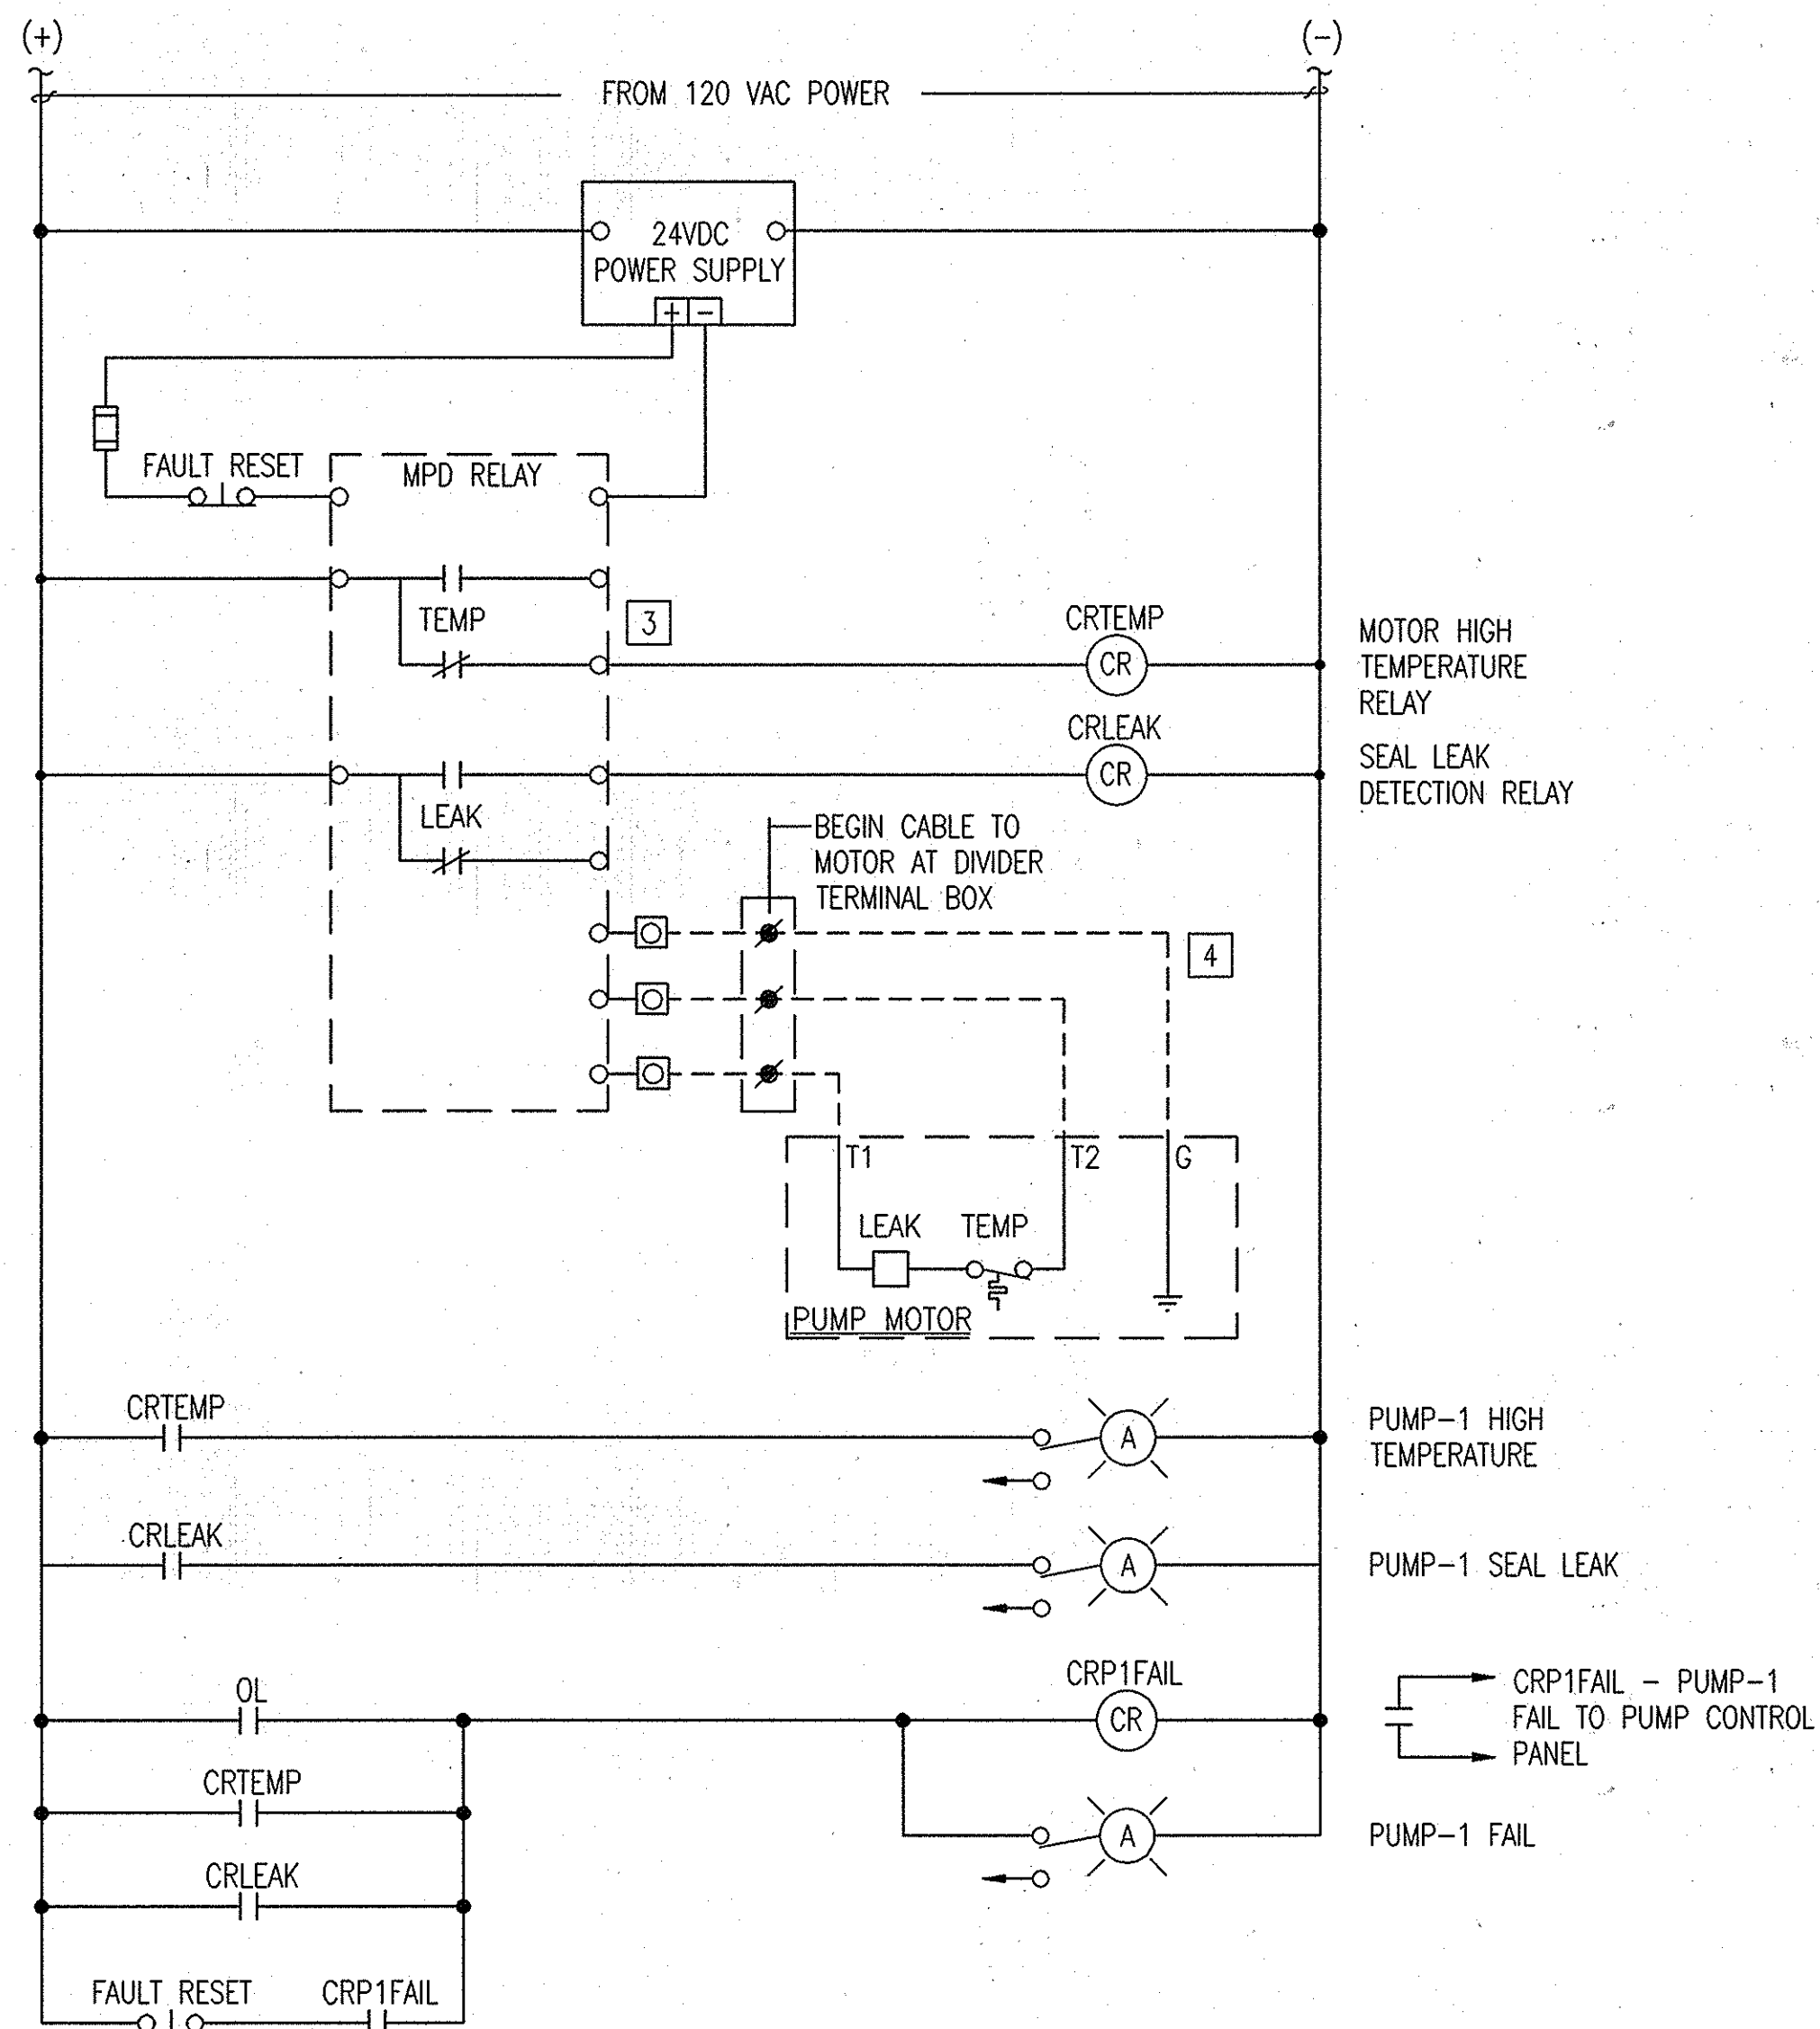 (+)
(-)
FROM 120 VAC POWER
24VDC
POWER SUPPLY
+ -
FAULT RESET
MPD RELAY
TEMP
3
CRTEMP
CR
MOTOR HIGH
TEMPERATURE
RELAY
CRLEAK
CR
SEAL LEAK
DETECTION RELAY
LEAK
BEGIN CABLE TO
MOTOR AT DIVIDER
TERMINAL BOX
4
T1
T2
G
LEAK
TEMP
PUMP MOTOR
CRTEMP
A
PUMP-1 HIGH
TEMPERATURE
CRLEAK
A
PUMP-1 SEAL LEAK
OL
CRP1FAIL
CR
CRP1FAIL - PUMP-1
FAIL TO PUMP CONTROL
PANEL
CRTEMP
A
PUMP-1 FAIL
CRLEAK
FAULT RESET
CRP1FAIL